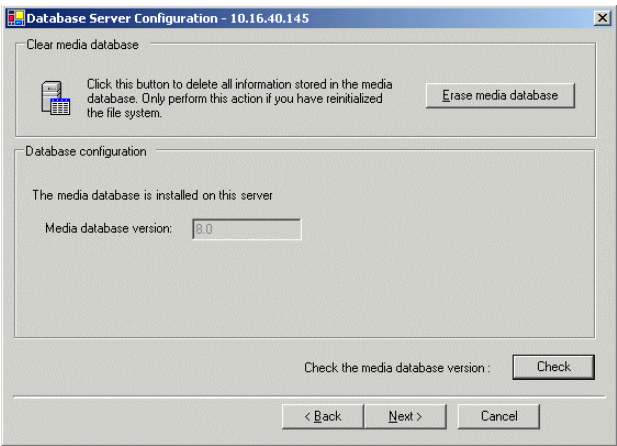 Database Server Configuration - 10.16.40.145
Clear media database
Click this button to delete all information stored in the media
database. Only perform this action if you have reinitialized
the file system.
Erase media database
Database configuration
The media database is installed on this server
Media database version:
8.0
Check the media database version :
Check
< Back
Next >
Cancel